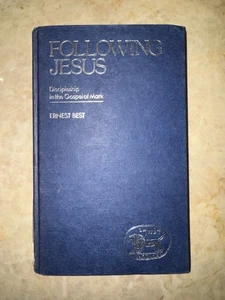 FOLLOWING
JESUS
Discipleship
in the Gospel of Mark
ERNEST BEST